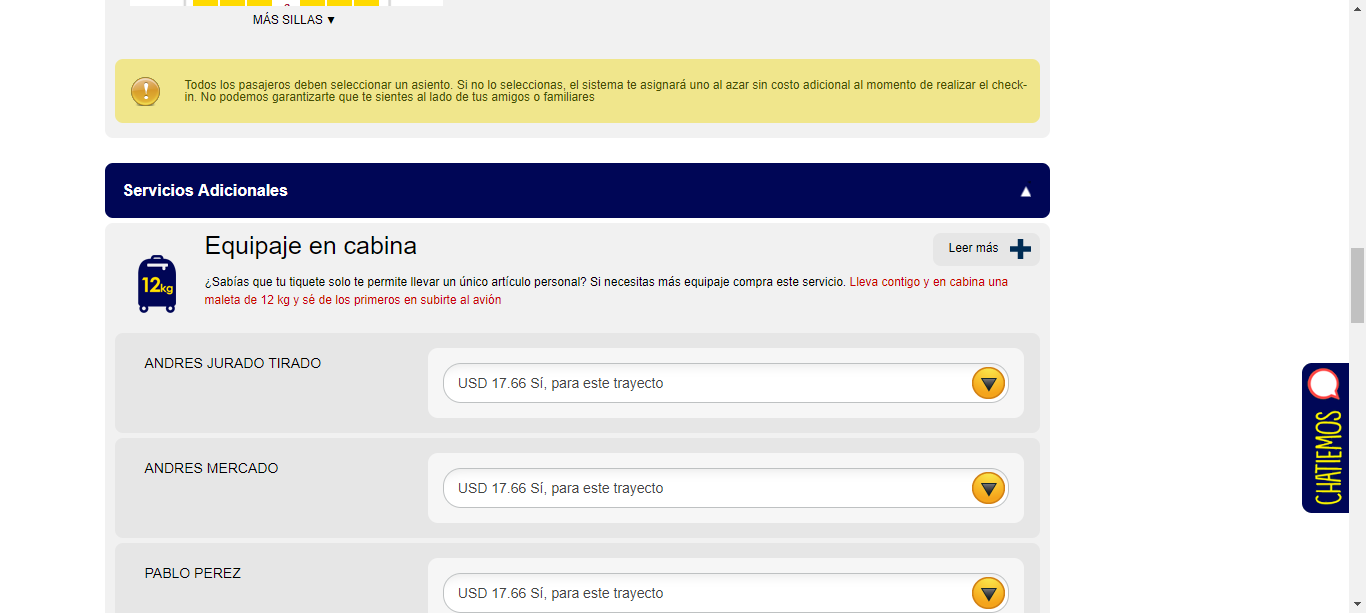 MÁS SILLAS ▼
Todos los pasajeros deben seleccionar un asiento. Si no lo seleccionas, el sistema te asignará uno al azar sin costo adicional al momento de realizar el check-
in. No podemos garantizarte que te sientes al lado de tus amigos o familiares
Servicios Adicionales
Equipaje en cabina
Leer más
12kg
¿Sabías que tu tiquete solo te permite llevar un único artículo personal? Si necesitas más equipaje compra este servicio. Lleva contigo y en cabina una
maleta de 12 kg y sé de los primeros en subirte al avión
ANDRES JURADO TIRADO
USD 17.66 Sí, para este trayecto
ANDRES MERCADO
USD 17.66 Sí, para este trayecto
PABLO PEREZ
USD 17.66 Sí, para este trayecto
CHATIEMOS